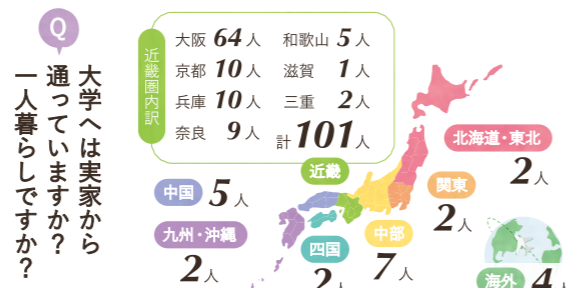 Q
大学へは実家から
通っていますか？
一人暮らしですか？
近畿圏内訳
大阪 64人 和歌山 5人
京都 10人 滋賀 1人
兵庫 10人 三重 2人
奈良 9人 計101人
近畿
北海道・東北
2人
中国 5人
関東
2人
九州・沖縄
2人
四国
2人
中部
7人
海外 4人